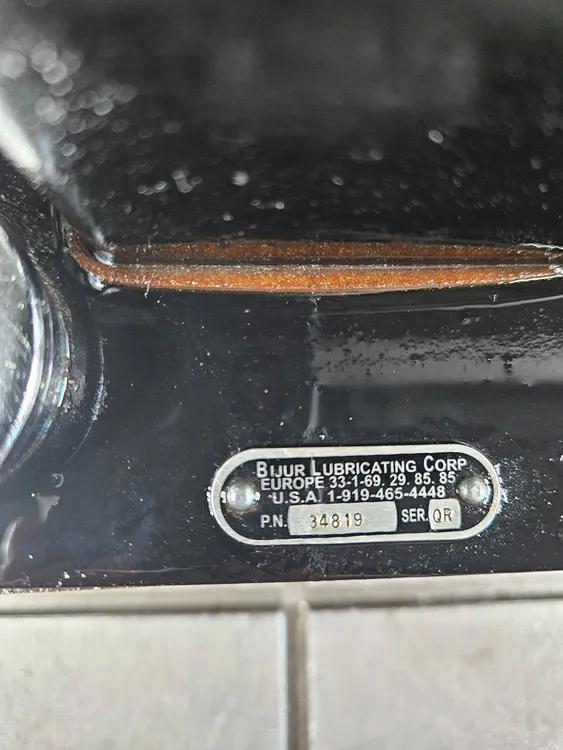 BIJUR LUBRICATING CORP
EUROPE 33-1-69. 29. 85. 85
U.S.A. 1-919-465-4448
P.N. 34819 SER. QR